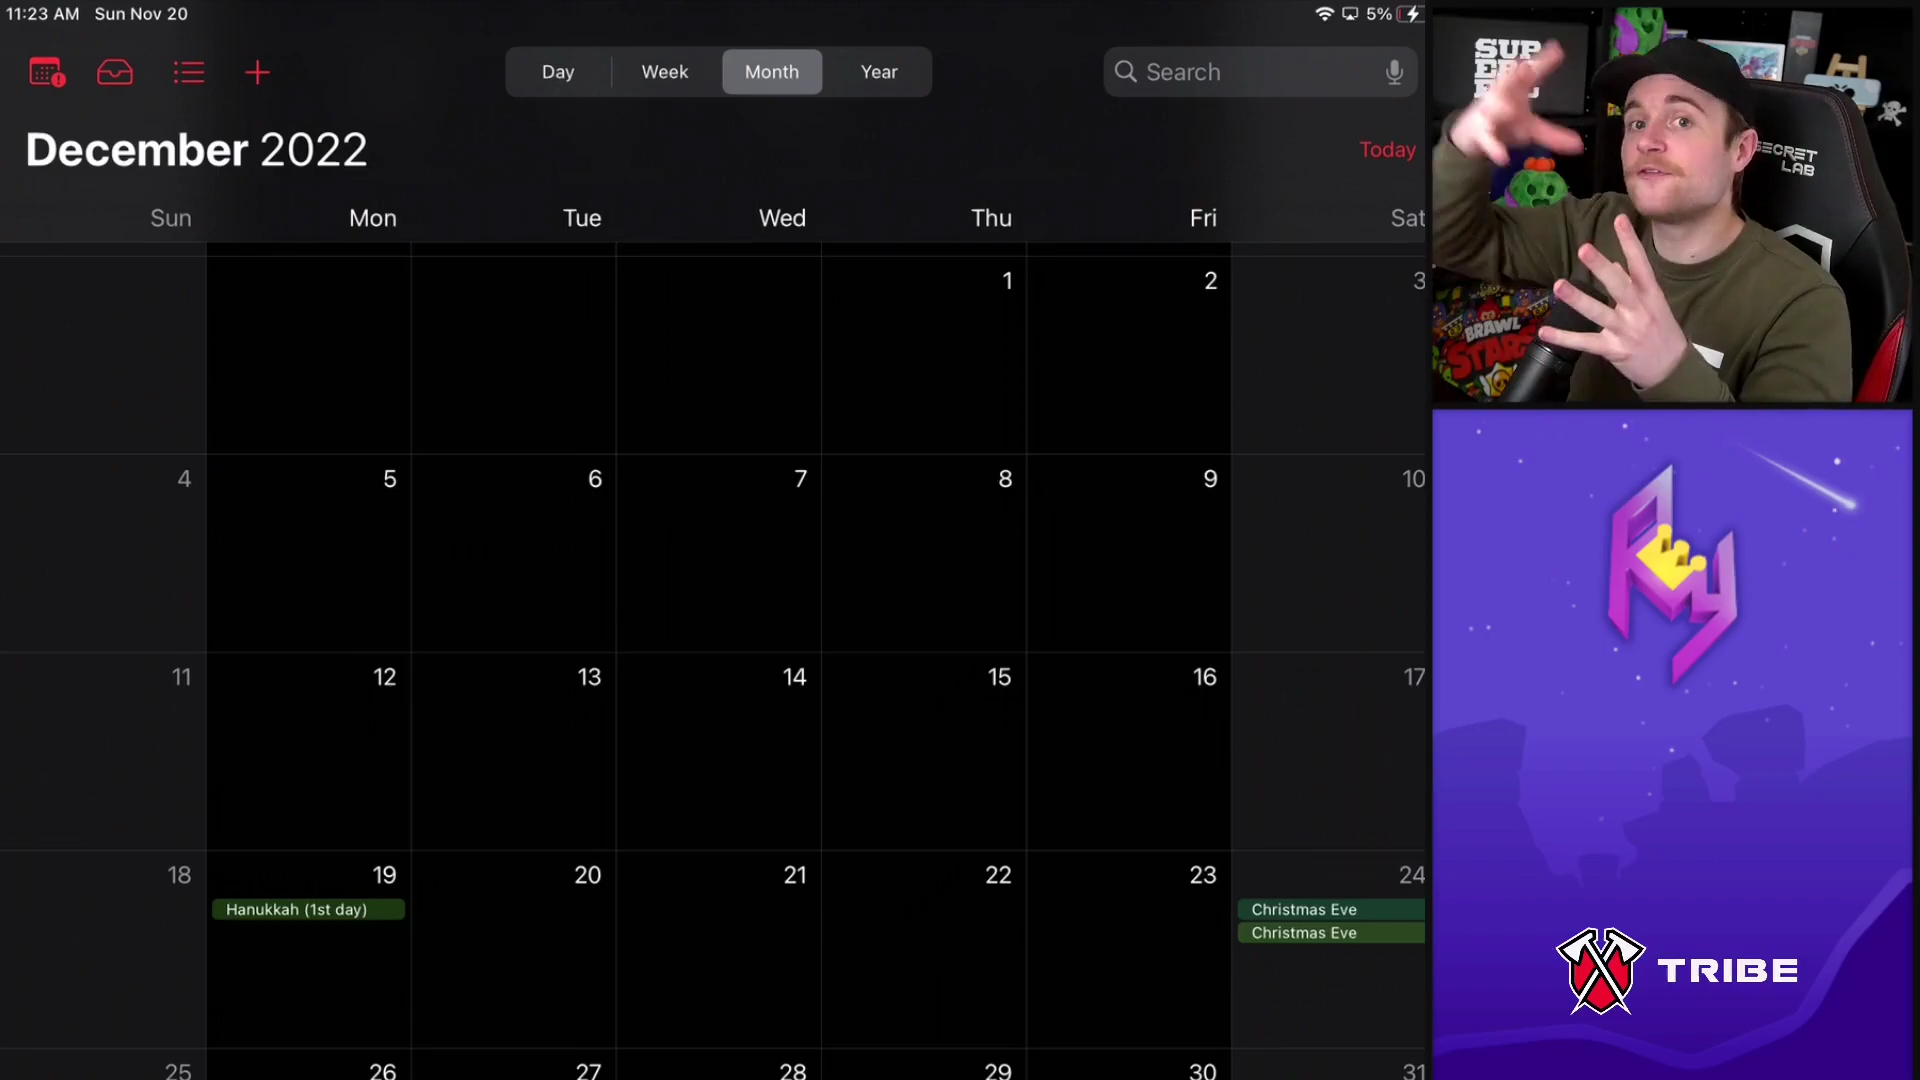 11:23 AM Sun Nov 20
5%
Day Week Month Year
Search
December 2022
Today
Sun Mon Tue Wed Thu Fri Sat
1 2 3
4 5 6 7 8 9 10
11 12 13 14 15 16 17
18 19 20 21 22 23 24
Hanukkah (1st day)
Christmas Eve
Christmas Eve
25 26 27 28 29 30 31
SUP
SECRET
LAB
BRAWL
STARS
Rey
TRIBE